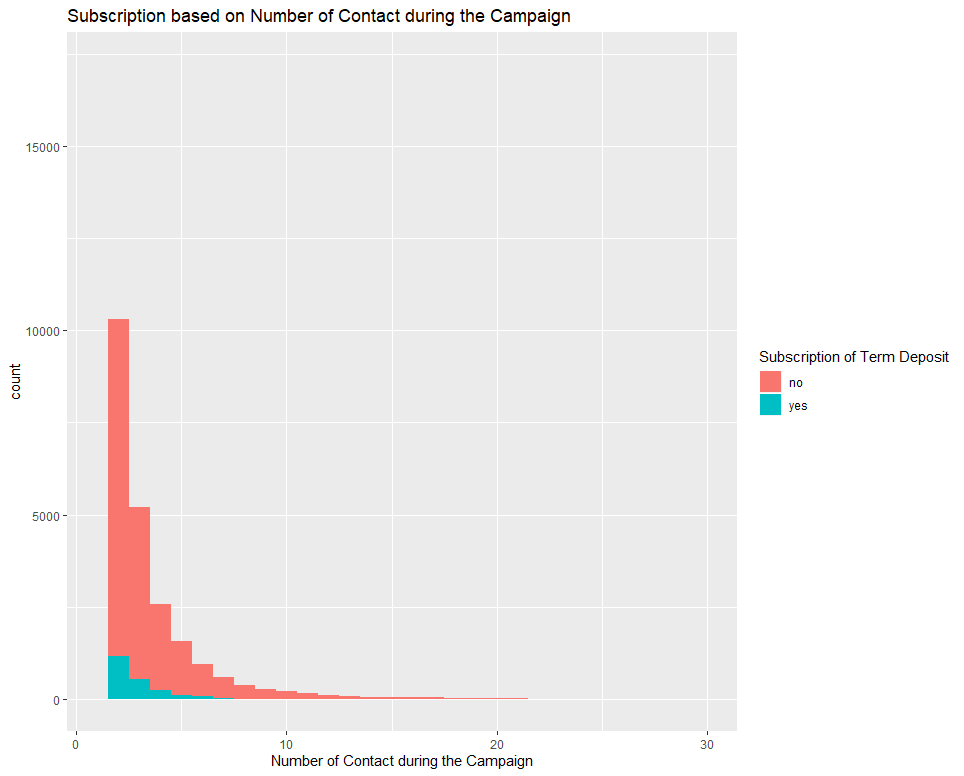 Subscription based on Number of Contact during the Campaign
15000
10000
5000
0
count
0 10 20 30
Number of Contact during the Campaign
Subscription of Term Deposit
no
yes